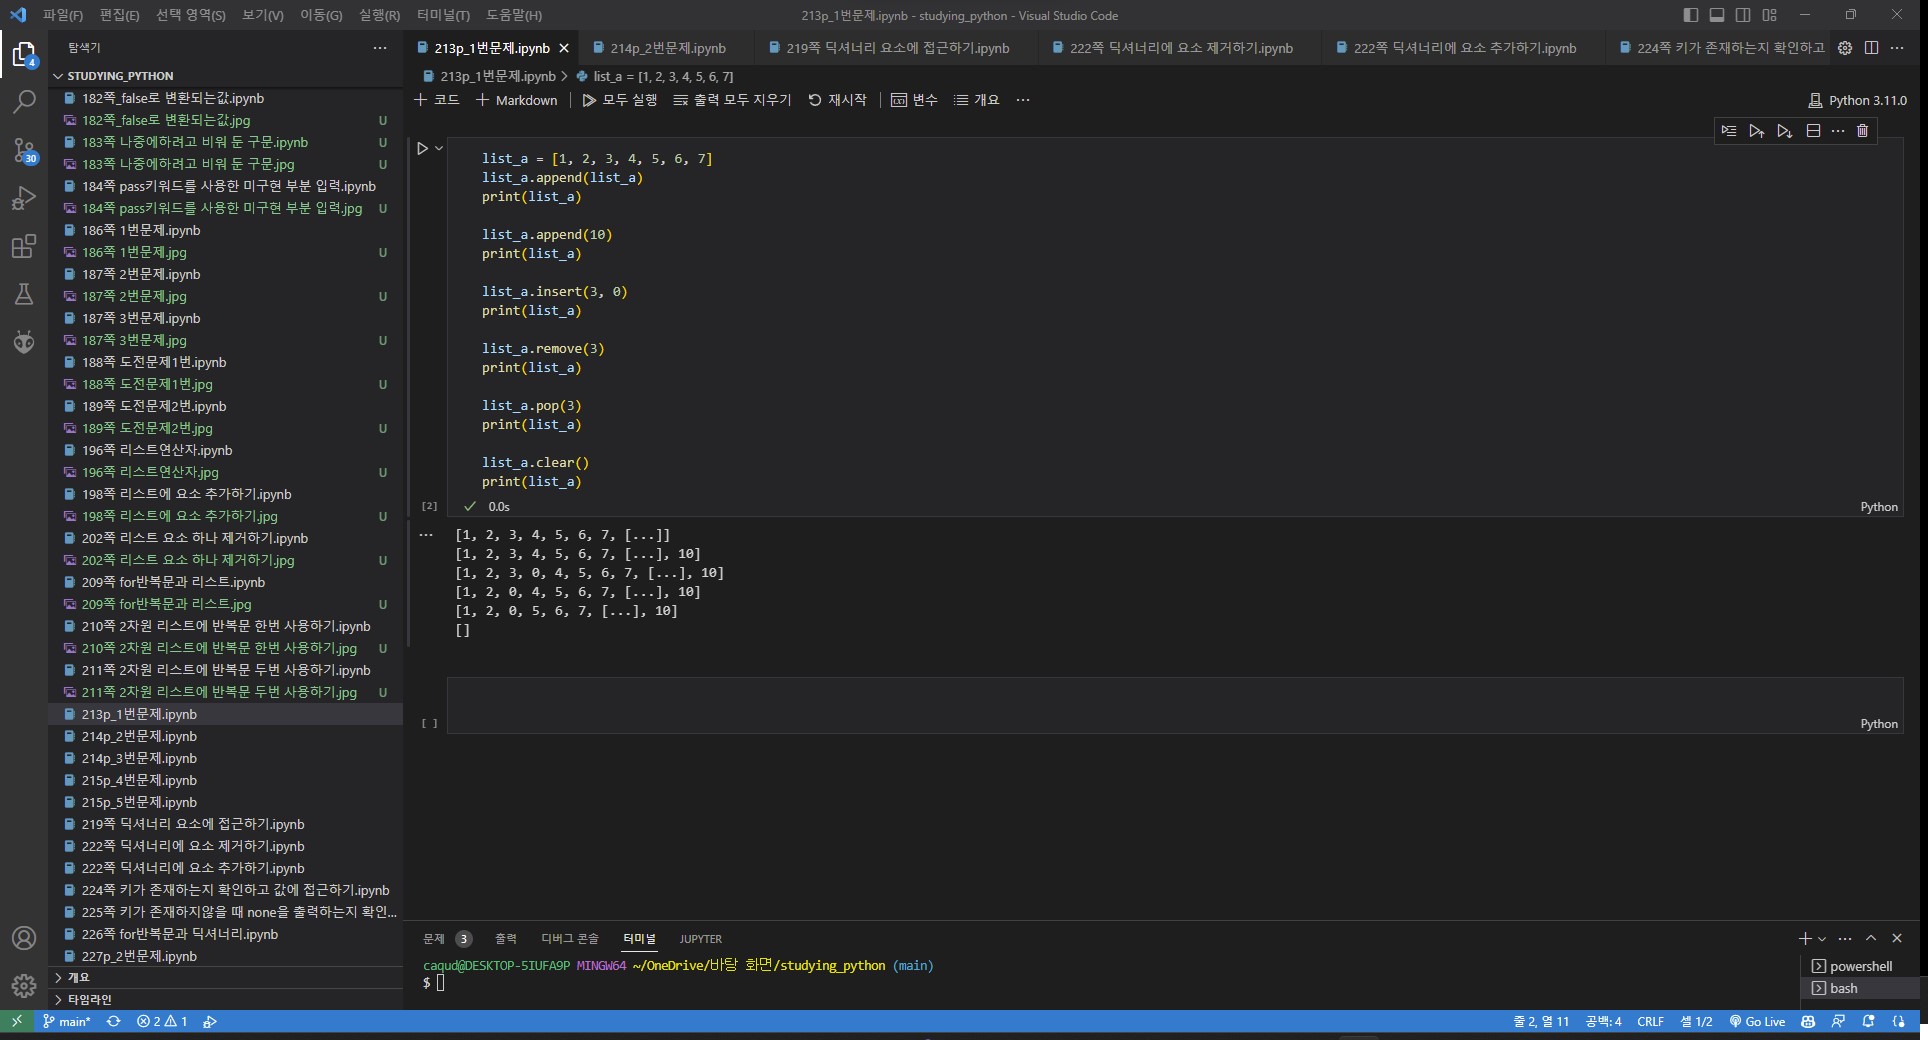 파일(F) 편집(E) 선택 영역(S) 보기(V) 이동(G) 실행(R) 터미널(T) 도움말(H)
213p_1번문제.ipynb - studying_python - Visual Studio Code
탐색기
STUDYING_PYTHON
182쪽_false로 변환되는값.ipynb
182쪽_false로 변환되는값.jpg U
183쪽 나중에하려고 비워 둔 구문.ipynb U
183쪽 나중에하려고 비워 둔 구문.jpg U
184쪽 pass키워드를 사용한 미구현 부분 입력.ipynb
184쪽 pass키워드를 사용한 미구현 부분 입력.jpg U
186쪽 1번문제.ipynb
186쪽 1번문제.jpg U
187쪽 2번문제.ipynb
187쪽 2번문제.jpg U
187쪽 3번문제.ipynb
187쪽 3번문제.jpg U
188쪽 도전문제1번.ipynb
188쪽 도전문제1번.jpg U
189쪽 도전문제2번.ipynb
189쪽 도전문제2번.jpg U
196쪽 리스트연산자.ipynb
196쪽 리스트연산자.jpg U
198쪽 리스트에 요소 추가하기.ipynb
198쪽 리스트에 요소 추가하기.jpg U
202쪽 리스트 요소 하나 제거하기.ipynb
202쪽 리스트 요소 하나 제거하기.jpg U
209쪽 for반복문과 리스트.ipynb
209쪽 for반복문과 리스트.jpg U
210쪽 2차원 리스트에 반복문 한번 사용하기.ipynb
210쪽 2차원 리스트에 반복문 한번 사용하기.jpg U
211쪽 2차원 리스트에 반복문 두번 사용하기.ipynb
211쪽 2차원 리스트에 반복문 두번 사용하기.jpg U
213p_1번문제.ipynb
214p_2번문제.ipynb
214p_3번문제.ipynb
215p_4번문제.ipynb
215p_5번문제.ipynb
219쪽 딕셔너리 요소에 접근하기.ipynb
222쪽 딕셔너리에 요소 제거하기.ipynb
222쪽 딕셔너리에 요소 추가하기.ipynb
224쪽 키가 존재하는지 확인하고 값에 접근하기.ipynb
225쪽 키가 존재하지않을 때 none을 출력하는지 확인...
226쪽 for반복문과 딕셔너리.ipynb
227p_2번문제.ipynb
개요
타임라인
4
30
213p_1번문제.ipynb 214p_2번문제.ipynb 219쪽 딕셔너리 요소에 접근하기.ipynb 222쪽 딕셔너리에 요소 제거하기.ipynb 222쪽 딕셔너리에 요소 추가하기.ipynb 224쪽 키가 존재하는지 확인하고
213p_1번문제.ipynb > list_a = [1, 2, 3, 4, 5, 6, 7]
+ 코드 + Markdown 모두 실행 출력 모두 지우기 재시작 변수 개요 ... Python 3.11.0
list_a = [1, 2, 3, 4, 5, 6, 7]
list_a.append(list_a)
print(list_a)
list_a.append(10)
print(list_a)
list_a.insert(3, 0)
print(list_a)
list_a.remove(3)
print(list_a)
list_a.pop(3)
print(list_a)
list_a.clear()
print(list_a)
[2] 0.0s Python
[1, 2, 3, 4, 5, 6, 7, [...]]
[1, 2, 3, 4, 5, 6, 7, [...], 10]
[1, 2, 3, 0, 4, 5, 6, 7, [...], 10]
[1, 2, 0, 4, 5, 6, 7, [...], 10]
[1, 2, 0, 5, 6, 7, [...], 10]
[]
[ ] Python
문제 3 출력 디버그 콘솔 터미널 JUPYTER
caqud@DESKTOP-5IUFA9P MINGW64 ~/OneDrive/바탕 화면/studying_python (main)
$
powershell
bash
main* 2 1 줄 2, 열 11 공백: 4 CRLF 셀 1/2 Go Live